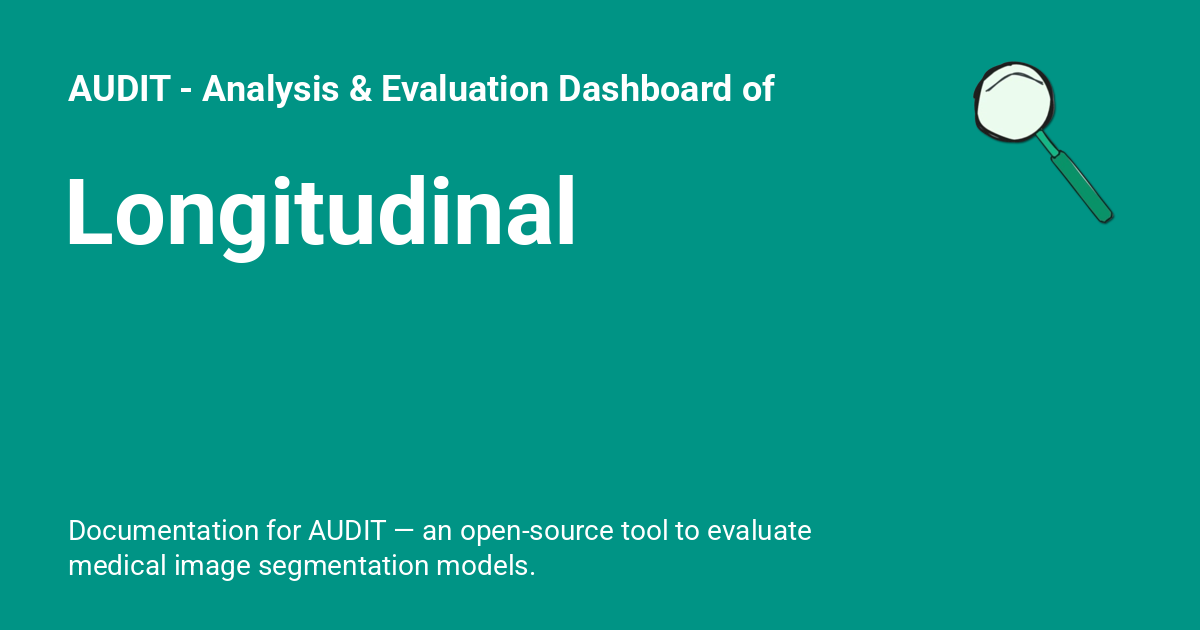 AUDIT - Analysis & Evaluation Dashboard of
Longitudinal
Documentation for AUDIT — an open-source tool to evaluate
medical image segmentation models.